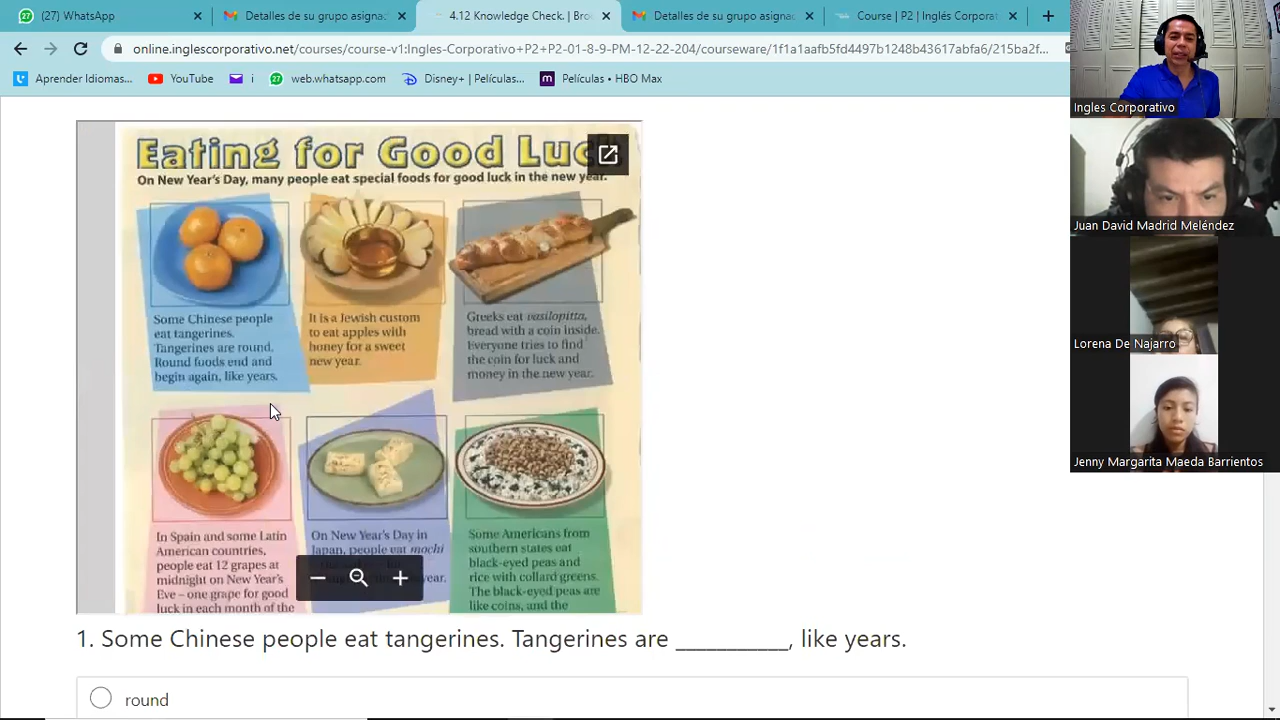 (27) WhatsApp
Detalles de su grupo asigna
4.12 Knowledge Check. | Bro
Detalles de su grupo asigna
Course | P2 | Inglés Corporat
online.inglescorporativo.net/courses/course-v1:Ingles-Corporativo+P2+P2-01-8-9-PM-12-22-204/courseware/
Aprender Idiomas...
YouTube
i
web.whatsapp.com
Disney+ | Películas...
Películas • HBO Max
Eating for Good
On New Year's Day, many people eat special foods for good luck in the new year.
Some Chinese people
eat tangerines.
Tangerines are round.
Round foods end and
begin again, like years.
It is a Jewish custom
to eat apples with
honey for a sweet
new year.
Greeks eat vasilopitta,
bread with a coin inside.
Everyone tries to find
the coin for luck and
money in the new year.
In Spain and some Latin
American countries,
people eat 12 grapes at
midnight on New Year's
Eve – one grape for good
luck in each month of the
On New Year's Day in
Japan, people eat mochi
year.
Some Americans from
southern states eat
black-eyed peas and
rice with collard greens.
The black-eyed peas are
like coins, and the
1. Some Chinese people eat tangerines. Tangerines are ___________, like years.
round
Ingles Corporativo
Juan David Madrid Meléndez
Lorena De Najarro
Jenny Margarita Maeda Barrientos